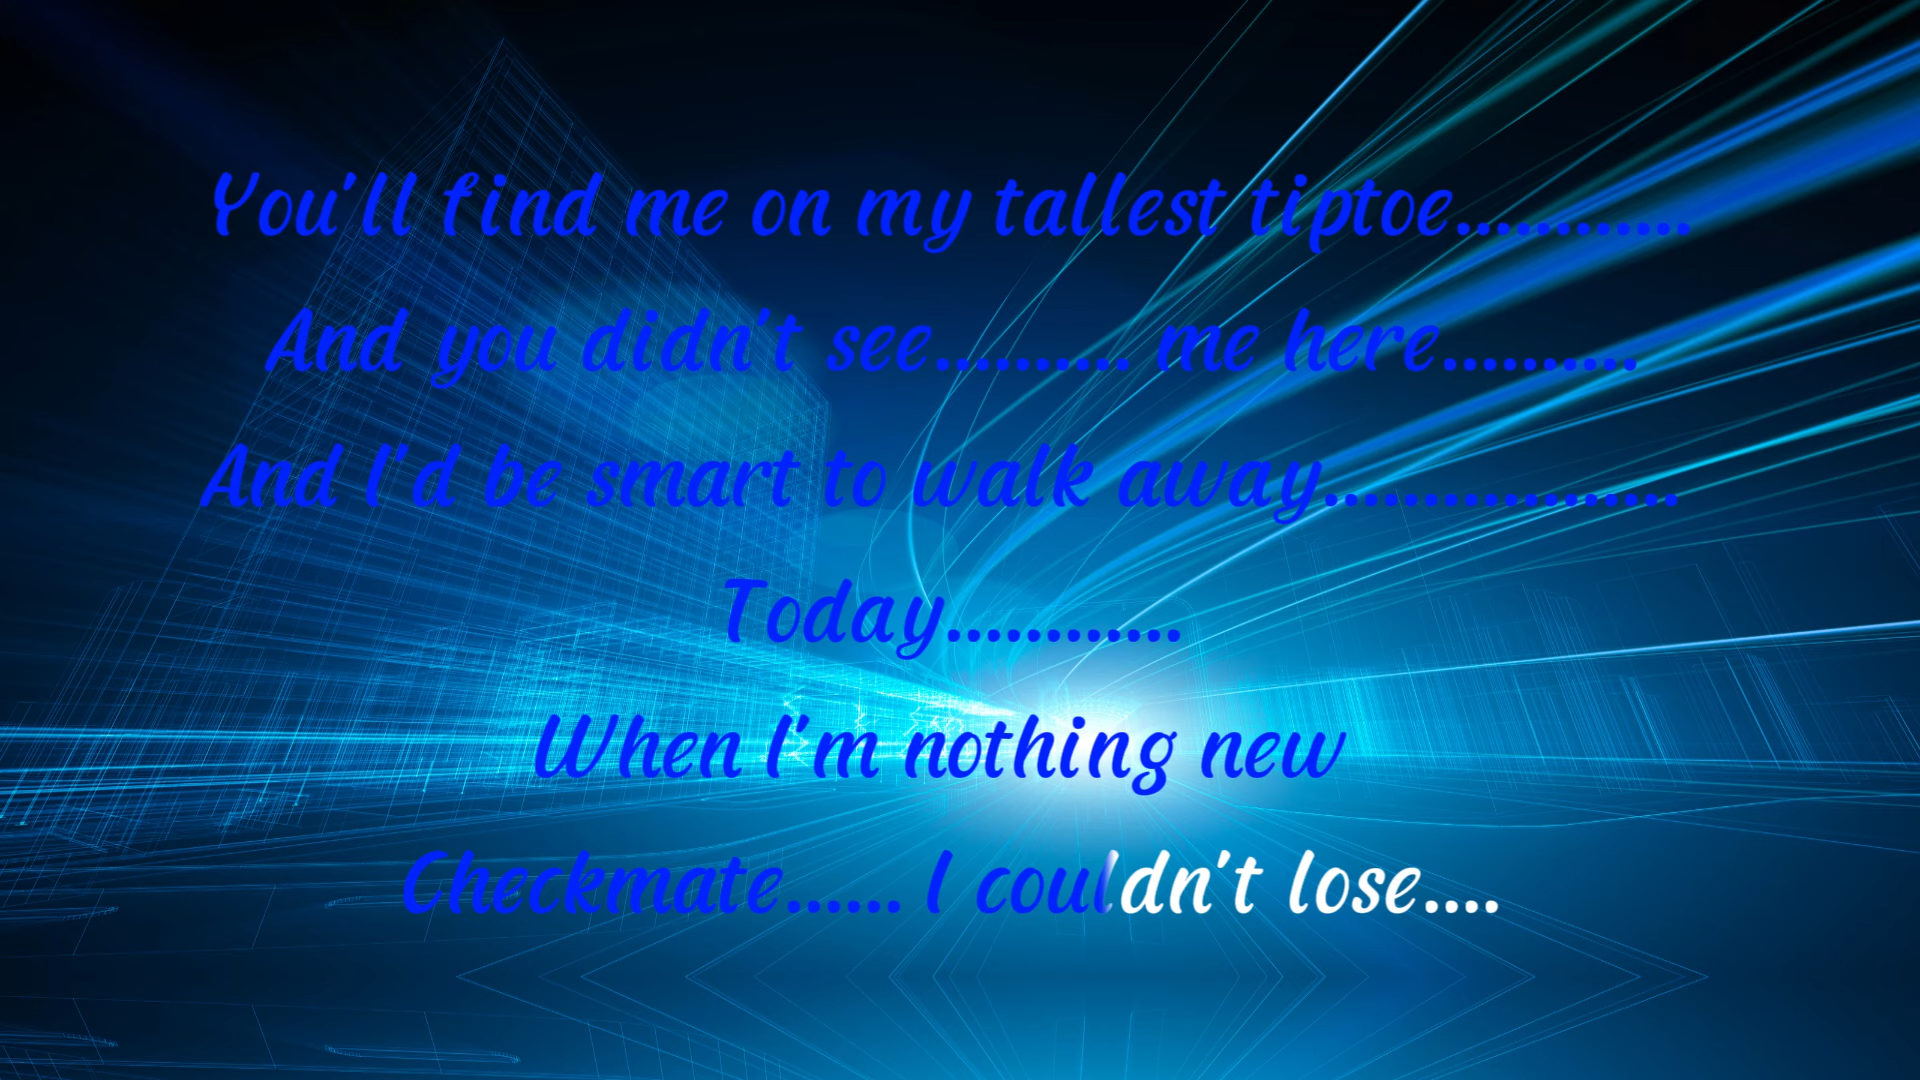 You'll find me on my tallest tiptoe............
And you didn't see.......... me here..........
And I'd be smart to walk away..................
Today............
When I'm nothing new
Checkmate...... I couldn't lose....